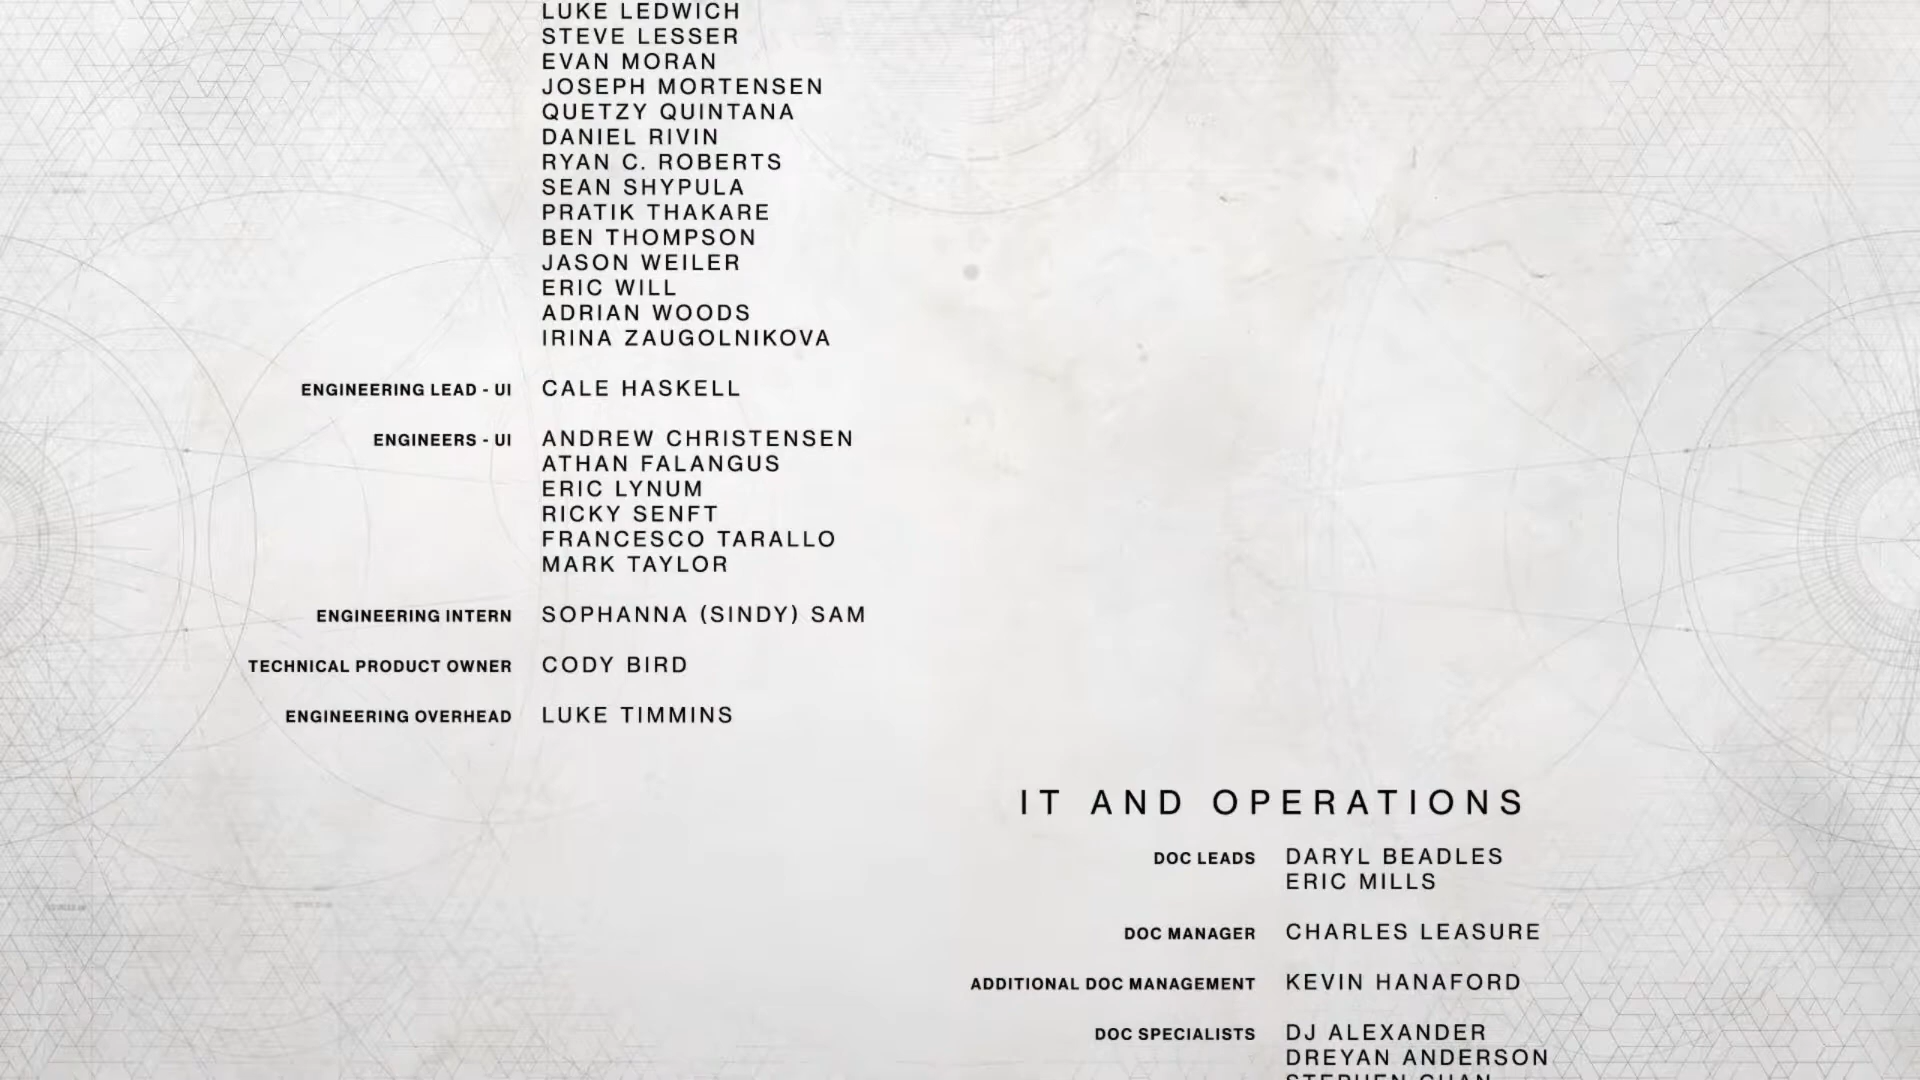 LUKE LEDWICH
STEVE LESSER
EVAN MORAN
JOSEPH MORTENSEN
QUETZY QUINTANA
DANIEL RIVIN
RYAN C. ROBERTS
SEAN SHYPULA
PRATIK THAKARE
BEN THOMPSON
JASON WEILER
ERIC WILL
ADRIAN WOODS
IRINA ZAUGOLNIKOVA
ENGINEERING LEAD - UI CALE HASKELL
ENGINEERS - UI ANDREW CHRISTENSEN
ATHAN FALANGUS
ERIC LYNUM
RICKY SENFT
FRANCESCO TARALLO
MARK TAYLOR
ENGINEERING INTERN SOPHANNA (SINDY) SAM
TECHNICAL PRODUCT OWNER CODY BIRD
ENGINEERING OVERHEAD LUKE TIMMINS
IT AND OPERATIONS
DOC LEADS DARYL BEADLES
ERIC MILLS
DOC MANAGER CHARLES LEASURE
ADDITIONAL DOC MANAGEMENT KEVIN HANAFORD
DOC SPECIALISTS DJ ALEXANDER
DREYAN ANDERSON